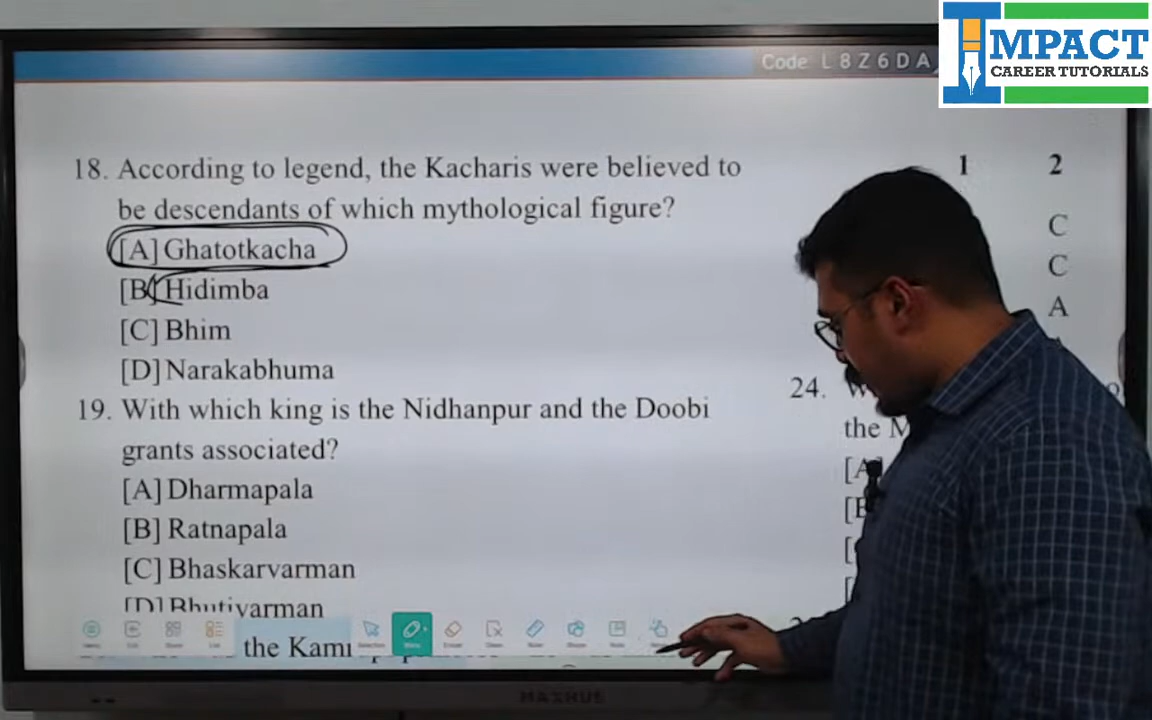 IMPACT
CAREER TUTORIALS
Code L 8 Z 6 D A
18. According to legend, the Kacharis were believed to
be descendants of which mythological figure?
[A] Ghatotkacha
[B] Hidimba
[C] Bhim
[D] Narakabhuma
19. With which king is the Nidhanpur and the Doobi
grants associated?
[A] Dharmapala
[B] Ratnapala
[C] Bhaskarvarman
[D] Bhutivarman
the Kam
1 2
C
C
A
24.
the M
[A]
MAXHUB